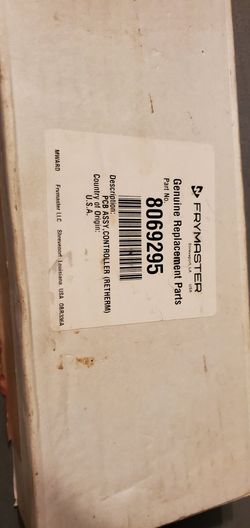 FRYMASTER
Shreveport, LA USA
Genuine Replacement Parts
Part No.
8069295
Description:
PCB ASSY,CONTROLLER (RETHERM)
Country of Origin:
U.S.A.
MWARD Frymaster LLC Shreveport, Louisiana, USA